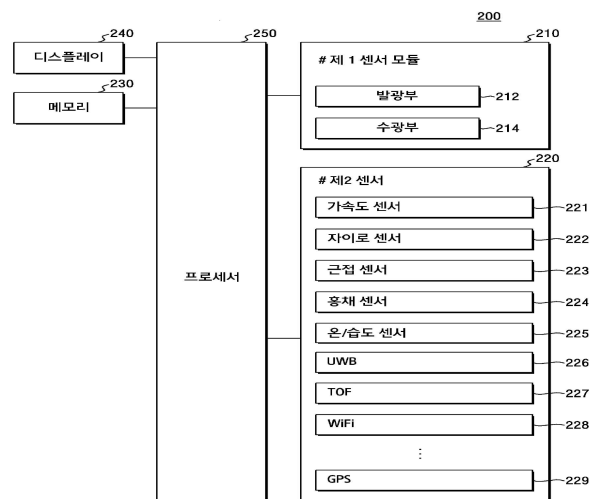 200
240
디스플레이
230
메모리
250
프로세서
210
# 제 1 센서 모듈
발광부
212
수광부
214
220
# 제2 센서
가속도 센서
221
자이로 센서
222
근접 센서
223
홍채 센서
224
온/습도 센서
225
UWB
226
TOF
227
WiFi
228
⋮
GPS
229